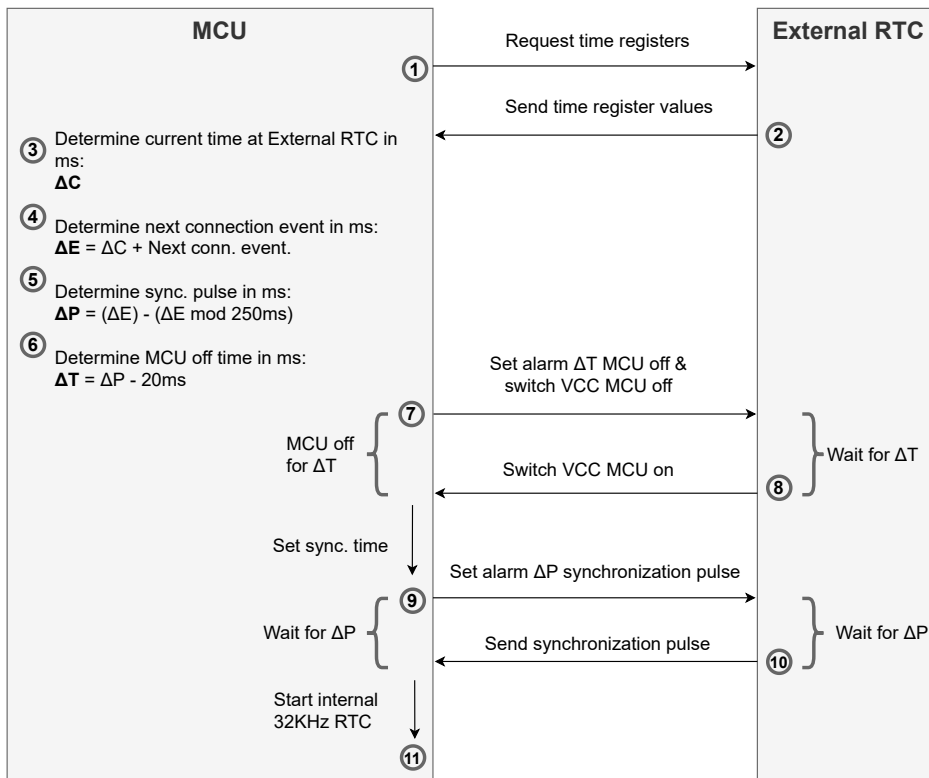 MCU
External RTC
Request time registers
1
Send time register values
2
3
Determine current time at External RTC in
ms:
ΔC
4
Determine next connection event in ms:
ΔE = ΔC + Next conn. event.
5
Determine sync. pulse in ms:
ΔP = (ΔE) - (ΔE mod 250ms)
6
Determine MCU off time in ms:
ΔT = ΔP - 20ms
Set alarm ΔT MCU off &
switch VCC MCU off
7
MCU off
for ΔT
Wait for ΔT
Switch VCC MCU on
8
Set sync. time
Set alarm ΔP synchronization pulse
9
Wait for ΔP
Wait for ΔP
Send synchronization pulse
10
Start internal
32KHz RTC
11